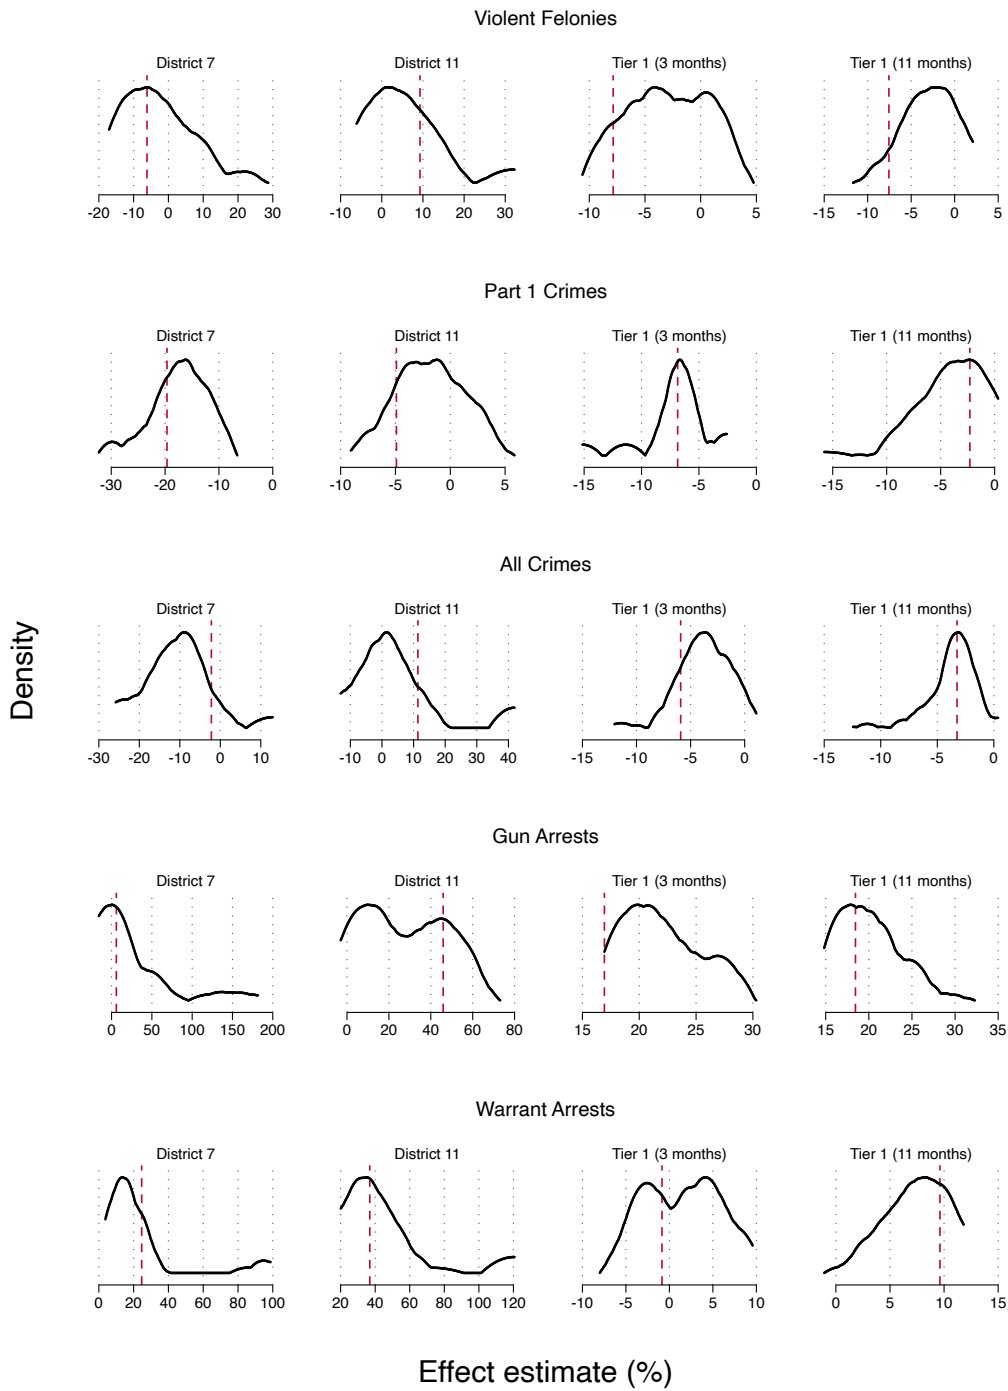 Violent Felonies
District 7 District 11 Tier 1 (3 months) Tier 1 (11 months)
-20 -10 0 10 20 30 -10 0 10 20 30 -10 -5 0 5 -15 -10 -5 0 5
Part 1 Crimes
District 7 District 11 Tier 1 (3 months) Tier 1 (11 months)
-30 -20 -10 0 -10 -5 0 5 -15 -10 -5 0 -15 -10 -5 0
All Crimes
District 7 District 11 Tier 1 (3 months) Tier 1 (11 months)
-30 -20 -10 0 10 -10 0 10 20 30 40 -15 -10 -5 0 -15 -10 -5 0
Density
Gun Arrests
District 7 District 11 Tier 1 (3 months) Tier 1 (11 months)
0 50 100 150 200 0 20 40 60 80 15 20 25 30 15 20 25 30 35
Warrant Arrests
District 7 District 11 Tier 1 (3 months) Tier 1 (11 months)
0 20 40 60 80 100 20 40 60 80 100 120 -10 -5 0 5 10 0 5 10 15
Effect estimate (%)